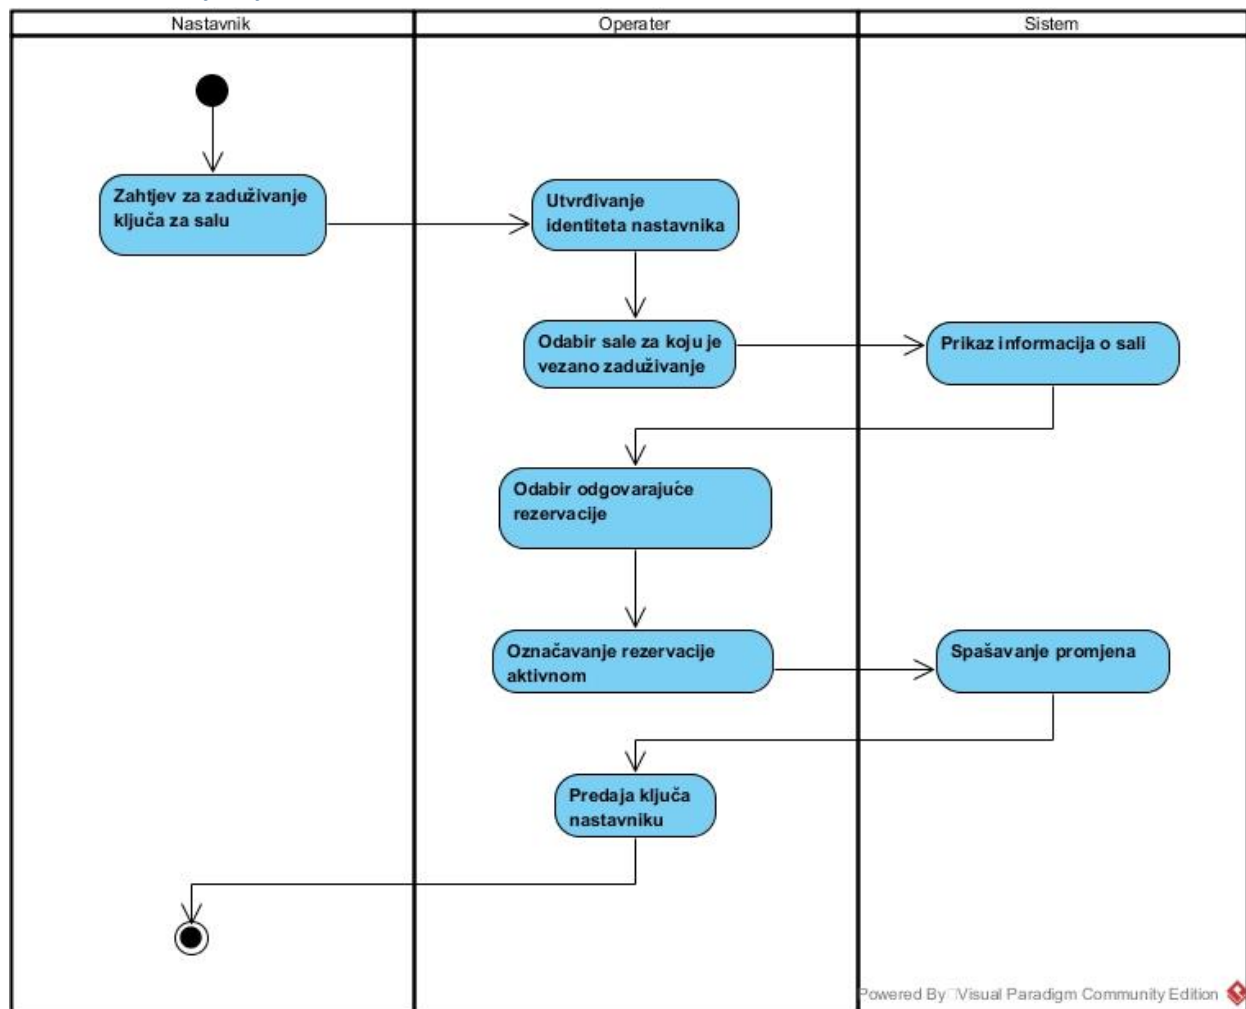 Nastavnik
Operater
Sistem
Zahtjev za zaduživanje
ključa za salu
Utvrđivanje
identiteta nastavnika
Odabir sale za koju je
vezano zaduživanje
Prikaz informacija o sali
Odabir odgovarajuće
rezervacije
Označavanje rezervacije
aktivnom
Spašavanje promjena
Predaja ključa
nastavniku
Powered By Visual Paradigm Community Edition